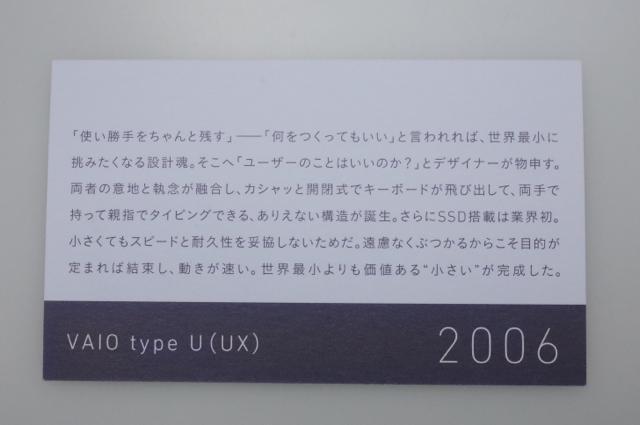 「使い勝手をちゃんと残す」──「何をつくってもいい」と言われれば、世界最小に
挑みたくなる設計魂。そこへ「ユーザーのことはいいのか？」とデザイナーが物申す。
両者の意地と執念が融合し、カシャッと開閉式でキーボードが飛び出して、両手で
持って親指でタイピングできる、ありえない構造が誕生。さらにSSD搭載は業界初。
小さくてもスピードと耐久性を妥協しないためだ。遠慮なくぶつかるからこそ目的が
定まれば結束し、動きが速い。世界最小よりも価値ある“小さい”が完成した。
VAIO type U（UX） 2006